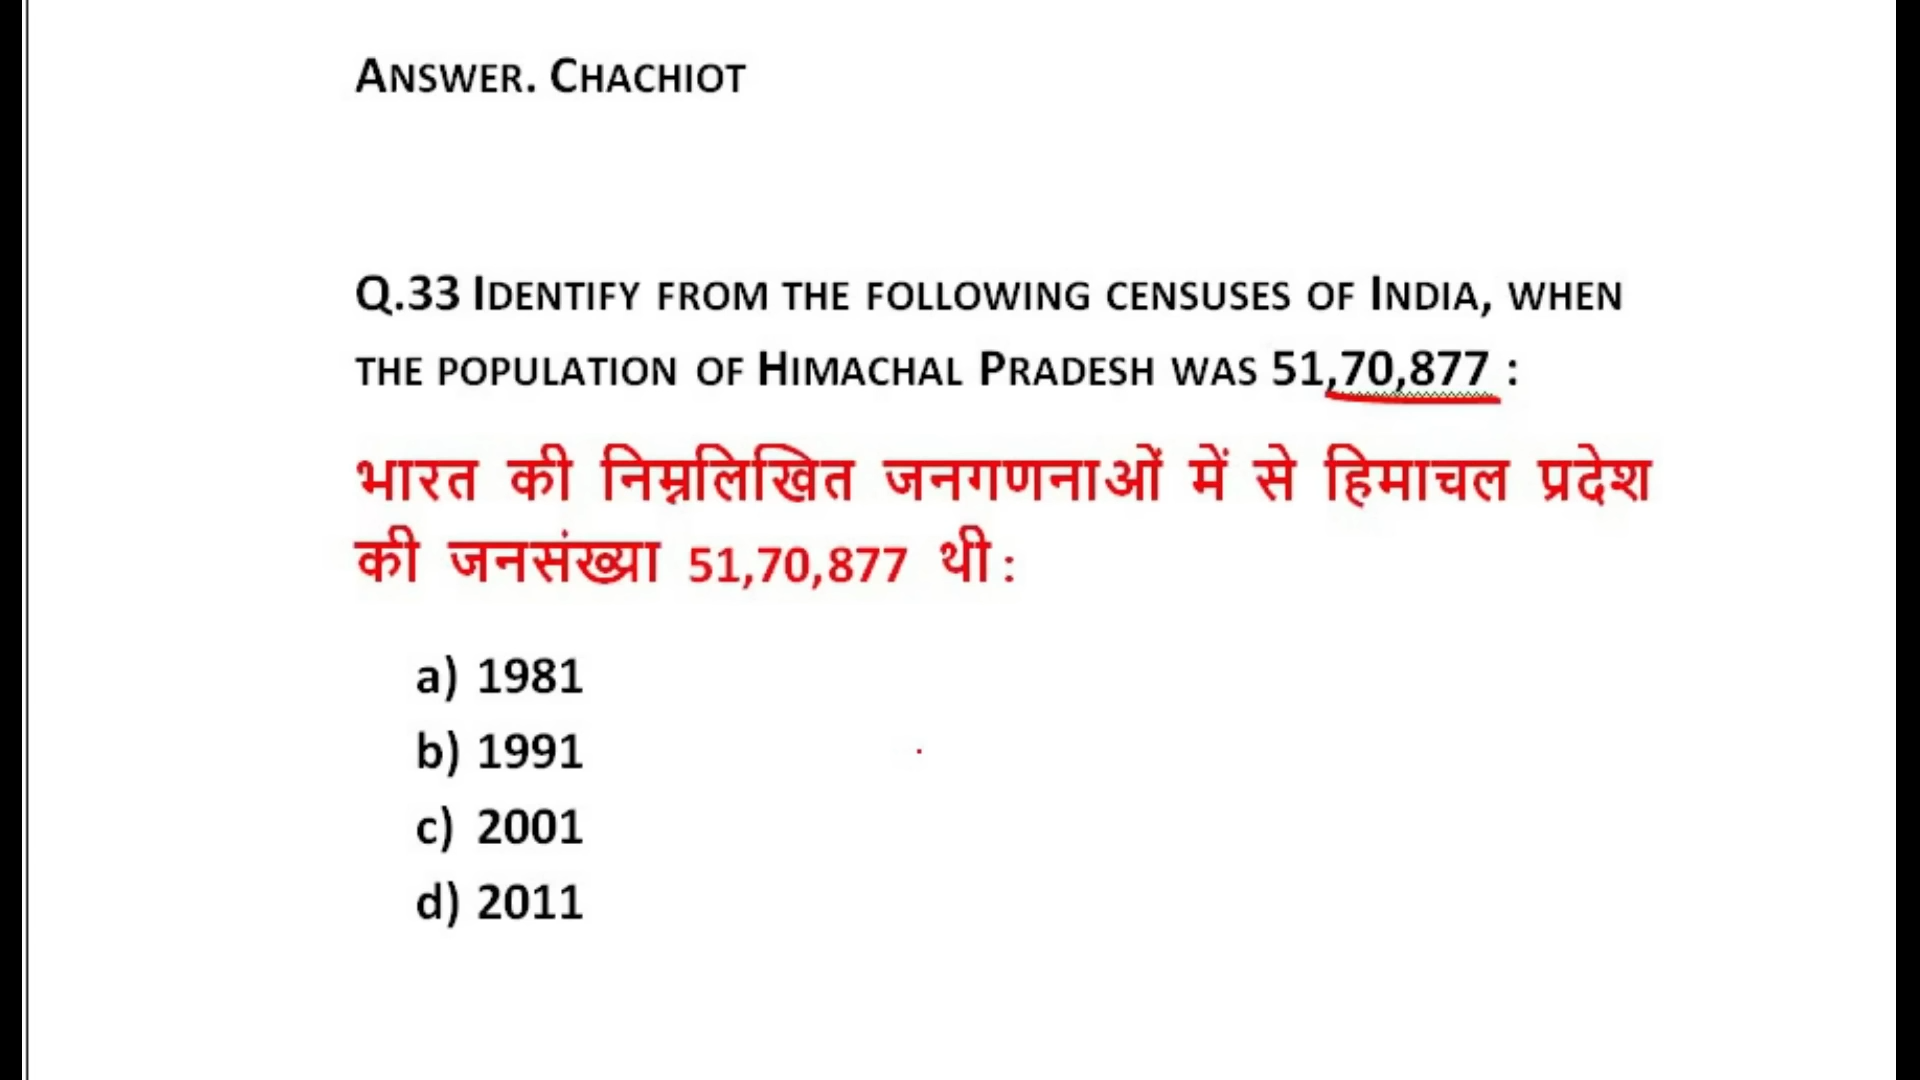 ANSWER. CHACHIOT
Q.33 IDENTIFY FROM THE FOLLOWING CENSUSES OF INDIA, WHEN
THE POPULATION OF HIMACHAL PRADESH WAS 51,70,877 :
भारत की निम्नलिखित जनगणनाओं में से हिमाचल प्रदेश
की जनसंख्या 51,70,877 थी :
a) 1981
b) 1991
c) 2001
d) 2011